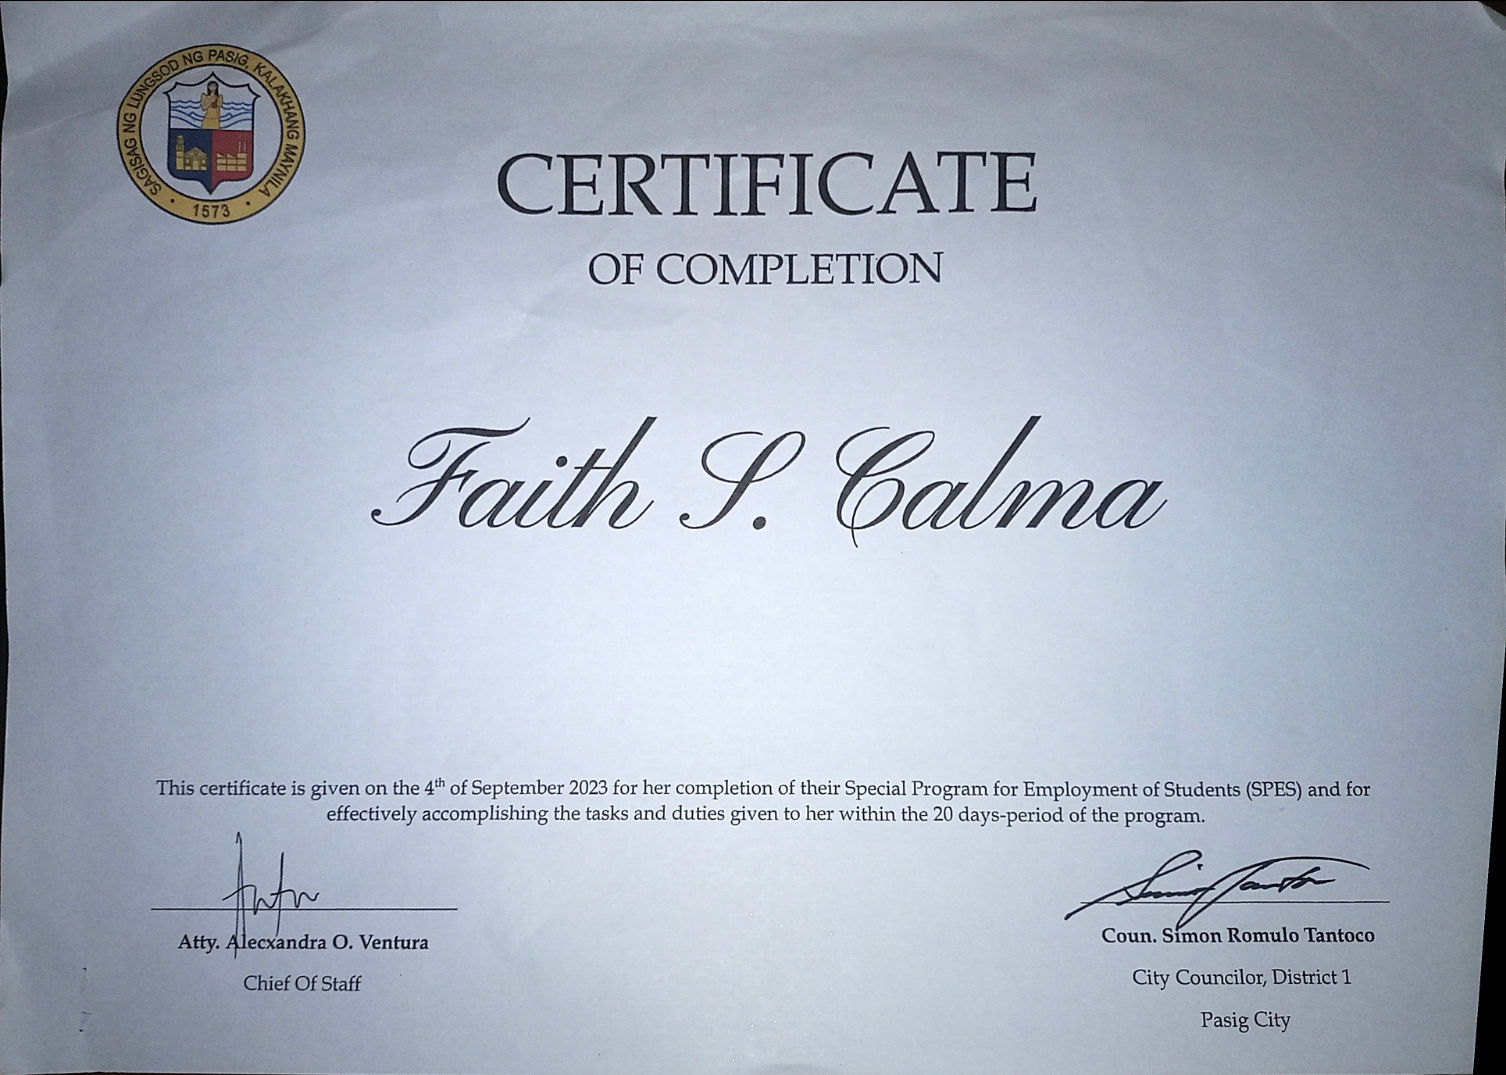 SAGISAG NG LUNGSOD NG PASIG, KALAKHANG MAYNILA
1573
CERTIFICATE
OF COMPLETION
Faith S. Calma
This certificate is given on the 4th of September 2023 for her completion of their Special Program for Employment of Students (SPES) and for
effectively accomplishing the tasks and duties given to her within the 20 days-period of the program.
Atty. Alecxandra O. Ventura
Chief Of Staff
Simon Tantoco
Coun. Simon Romulo Tantoco
City Councilor, District 1
Pasig City